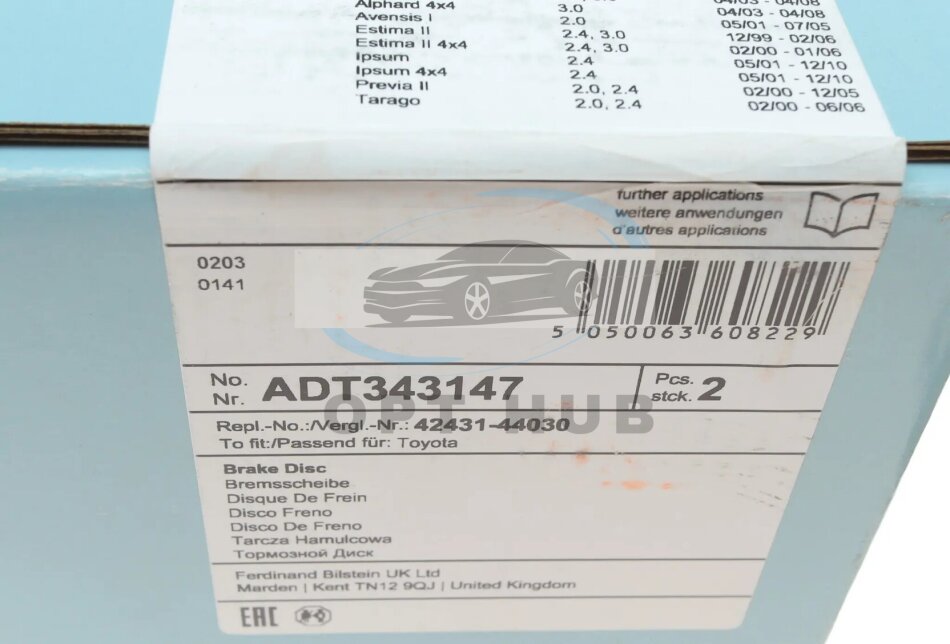 Alphard 4x4 3.0 04/03 - 04/08
Avensis I 2.0 04/03 - 04/08
Estima II 2.4, 3.0 05/01 - 07/05
Estima II 4x4 2.4, 3.0 12/99 - 02/06
Ipsum 2.4 02/00 - 01/06
Ipsum 4x4 2.4 05/01 - 12/10
Previa II 2.0, 2.4 05/01 - 12/10
Tarago 2.0, 2.4 02/00 - 12/05
02/00 - 06/06
further applications
weitere anwendungen
d'autres applications
0203
0141
5 050063 608229
No. Nr. ADT343147 Pcs. stck. 2
OPT HUB
Repl.-No.:/Vergl.-Nr.: 42431-44030
To fit:/Passend für: Toyota
Brake Disc
Bremsscheibe
Disque De Frein
Disco Freno
Disco De Freno
Tarcza Hamulcowa
Тормозной Диск
Ferdinand Bilstein UK Ltd
Marden | Kent TN12 9QJ | United Kingdom
EAC